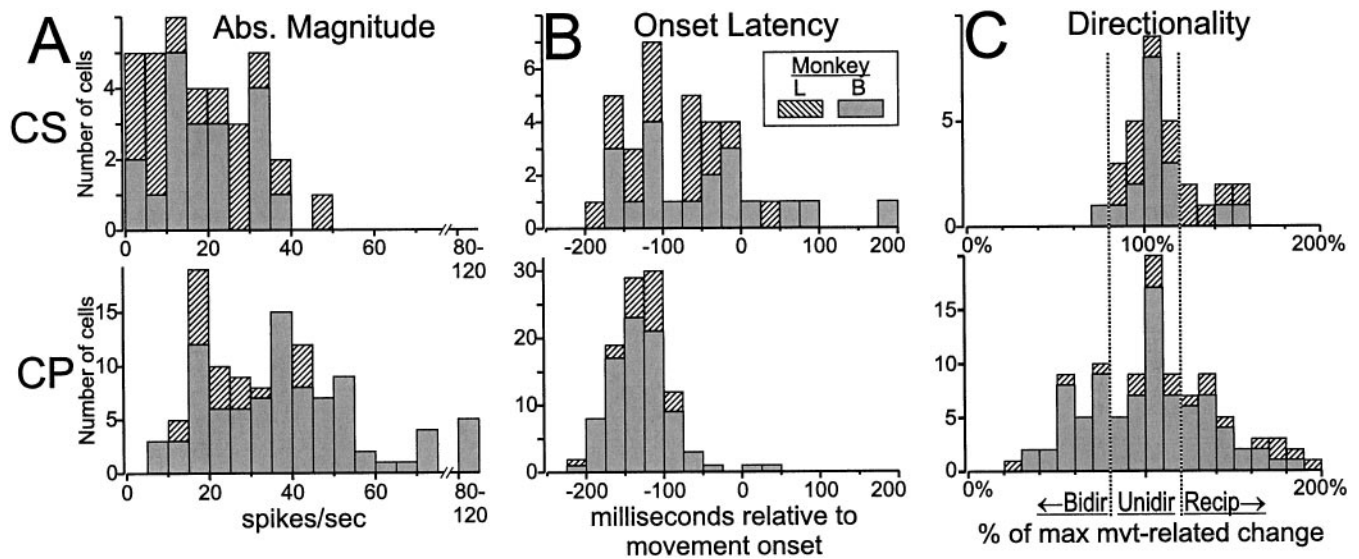 A Abs. Magnitude
B Onset Latency
C Directionality
CS
Number of cells
6
4
2
0
0 20 40 60 80-
120
6
4
2
0
-200 -100 0 100 200
Monkey
L B
5
0
0% 100% 200%
CP
Number of cells
15
10
5
0
0 20 40 60 80-
120
spikes/sec
30
20
10
0
-200 -100 0 100 200
milliseconds relative to
movement onset
15
10
5
0
0% 200%
←Bidir Unidir Recip→
% of max mvt-related change